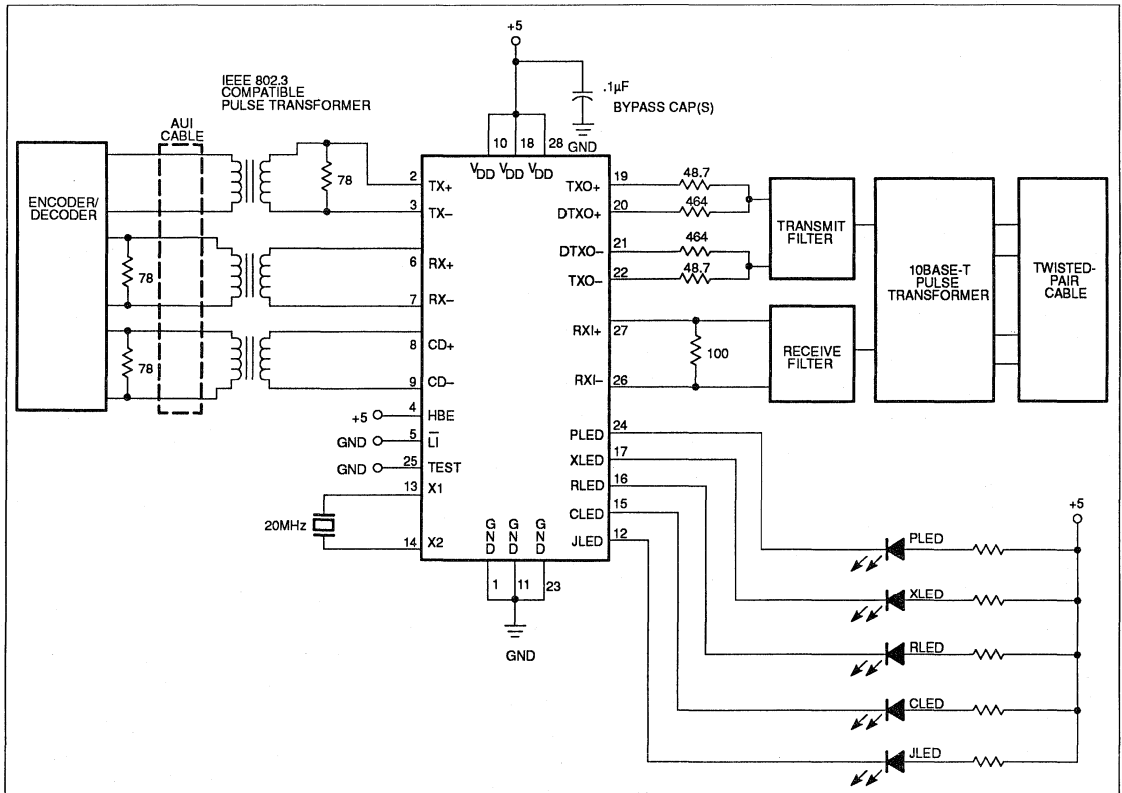 +5
.1µF
BYPASS CAP(S)
GND
IEEE 802.3
COMPATIBLE
PULSE TRANSFORMER
AUI
CABLE
ENCODER/
DECODER
78
78
78
10 18 28
VDD VDD VDD
2 TX+
3 TX–
6 RX+
7 RX–
8 CD+
9 CD–
+5 4 HBE
GND 5 L̅I̅
GND 25 TEST
13 X1
20MHz
14 X2
GND GND GND
1 11 23
GND
TXO+ 19 48.7
DTXO+ 20 464
DTXO– 21 464
TXO– 22 48.7
RXI+ 27
100
RXI– 26
PLED 24
XLED 17
RLED 16
CLED 15
JLED 12
TRANSMIT
FILTER
RECEIVE
FILTER
10BASE-T
PULSE
TRANSFORMER
TWISTED-
PAIR
CABLE
+5
PLED
XLED
RLED
CLED
JLED